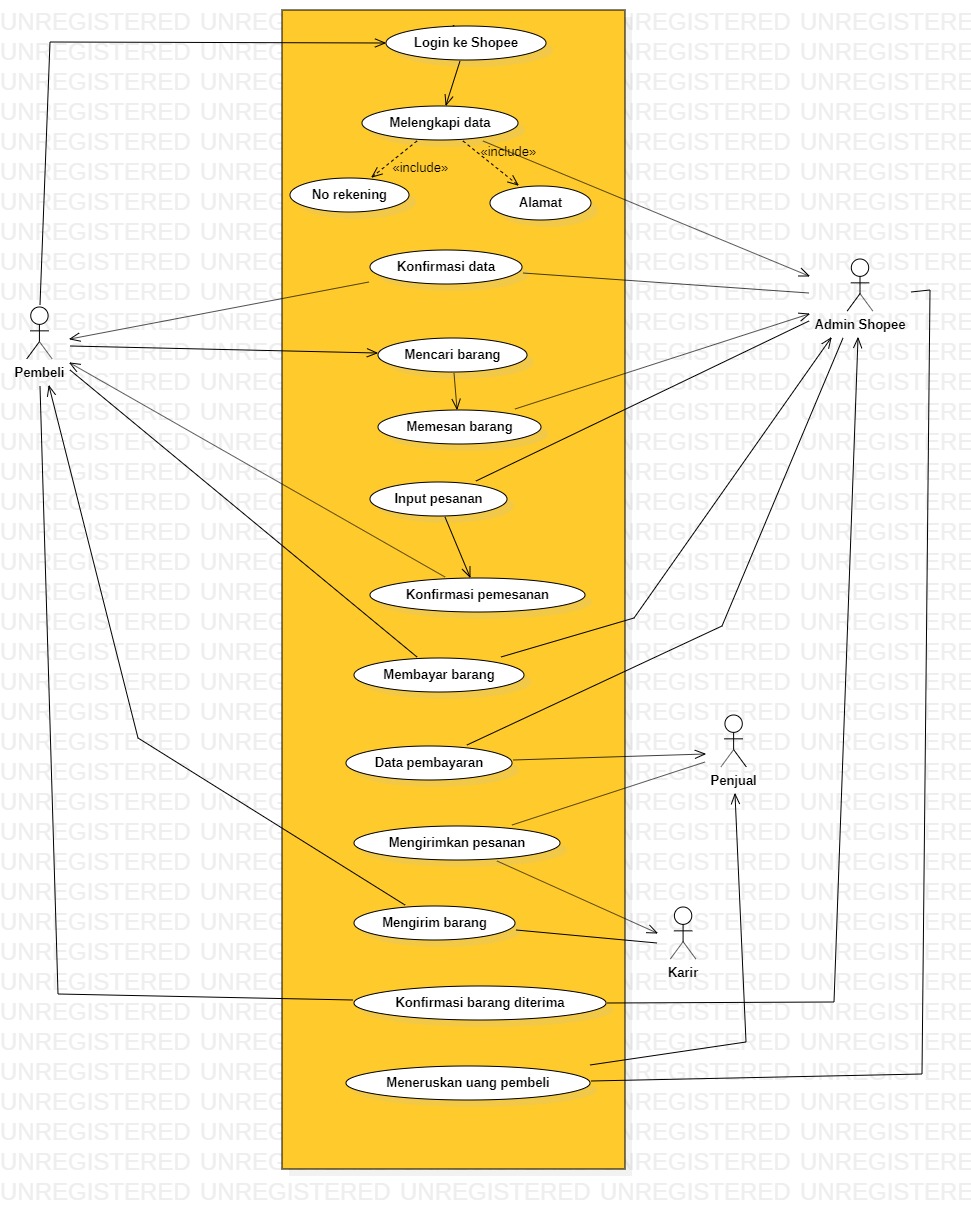 Login ke Shopee
Melengkapi data
«include»
«include»
No rekening
Alamat
Konfirmasi data
Admin Shopee
Mencari barang
Pembeli
Memesan barang
Input pesanan
Konfirmasi pemesanan
Membayar barang
Data pembayaran
Penjual
Mengirimkan pesanan
Mengirim barang
Karir
Konfirmasi barang diterima
Meneruskan uang pembeli
UNREGISTERED UNREGISTERED UNREGISTERED UNREGISTERED UNREGISTERE